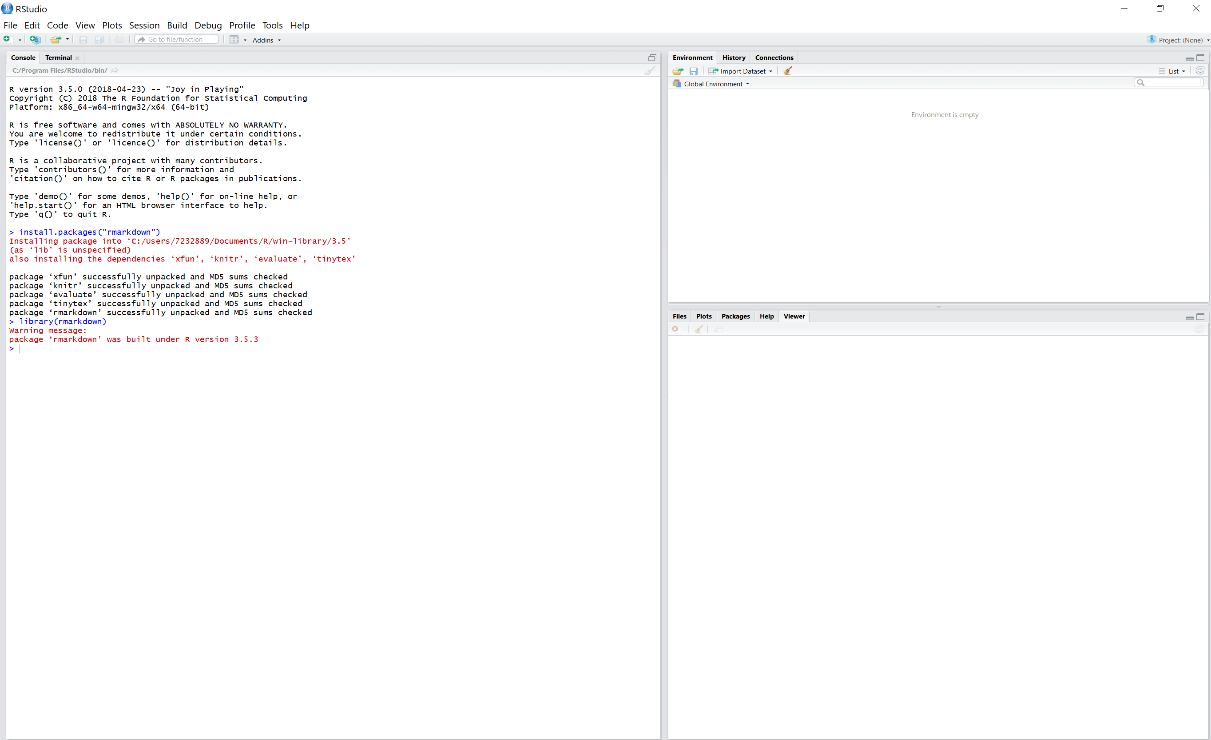 RStudio
File Edit Code View Plots Session Build Debug Profile Tools Help
Go to file/function Addins Project: (None)
Console Terminal
C:/Program Files/RStudio/bin/
R version 3.5.0 (2018-04-23) -- "Joy in Playing"
Copyright (C) 2018 The R Foundation for Statistical Computing
Platform: x86_64-w64-mingw32/x64 (64-bit)
R is free software and comes with ABSOLUTELY NO WARRANTY.
You are welcome to redistribute it under certain conditions.
Type 'license()' or 'licence()' for distribution details.
R is a collaborative project with many contributors.
Type 'contributors()' for more information and
'citation()' on how to cite R or R packages in publications.
Type 'demo()' for some demos, 'help()' for on-line help, or
'help.start()' for an HTML browser interface to help.
Type 'q()' to quit R.
> install.packages("rmarkdown")
Installing package into ‘C:/Users/7232889/Documents/R/win-library/3.5’
(as ‘lib’ is unspecified)
also installing the dependencies ‘xfun’, ‘knitr’, ‘evaluate’, ‘tinytex’
package ‘xfun’ successfully unpacked and MD5 sums checked
package ‘knitr’ successfully unpacked and MD5 sums checked
package ‘evaluate’ successfully unpacked and MD5 sums checked
package ‘tinytex’ successfully unpacked and MD5 sums checked
package ‘rmarkdown’ successfully unpacked and MD5 sums checked
> library(rmarkdown)
Warning message:
package ‘rmarkdown’ was built under R version 3.5.3
>
Environment History Connections
Import Dataset List
Global Environment
Environment is empty
Files Plots Packages Help Viewer